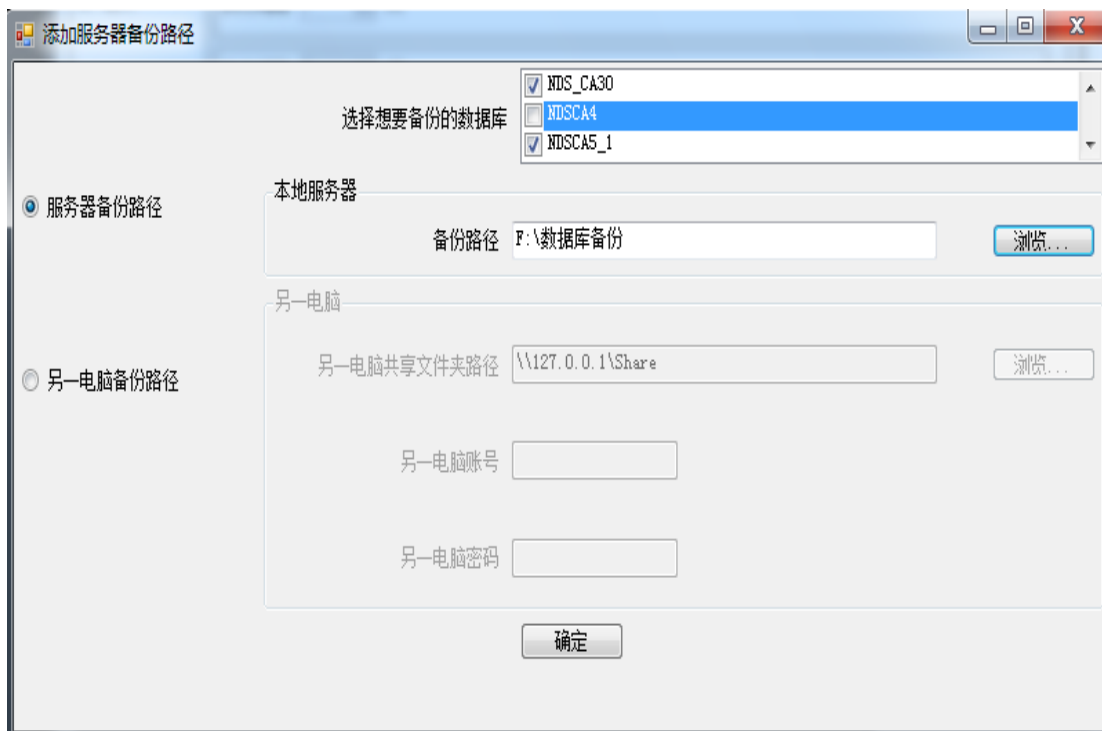 添加服务器备份路径
NDS_CA30
选择想要备份的数据库
NDSCA4
NDSCA5_1
服务器备份路径
本地服务器
备份路径 F:\数据库备份 浏览...
另一电脑
另一电脑备份路径
另一电脑共享文件夹路径 \\127.0.0.1\Share 浏览...
另一电脑账号
另一电脑密码
确定